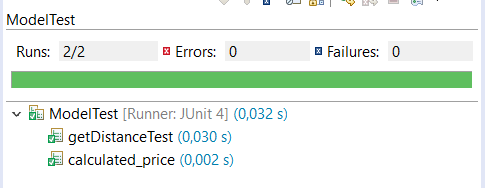 ModelTest
Runs: 2/2 Errors: 0 Failures: 0
ModelTest [Runner: JUnit 4] (0,032 s)
getDistanceTest (0,030 s)
calculated_price (0,002 s)